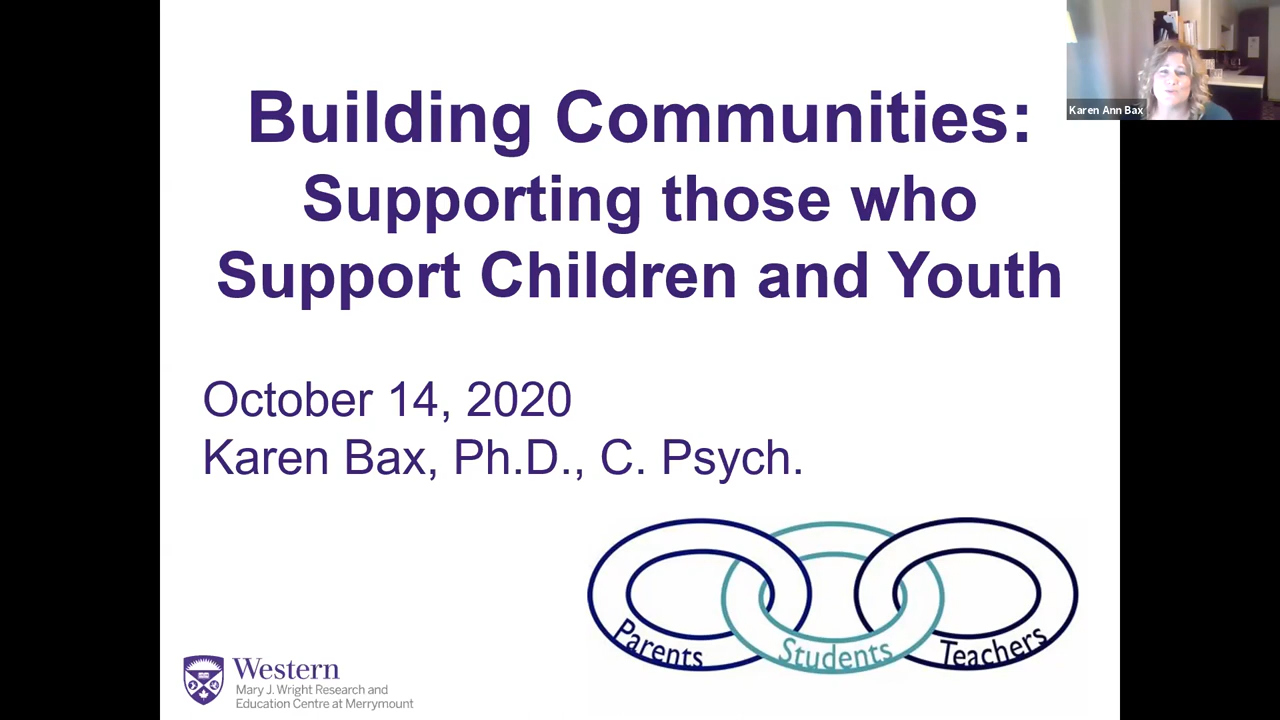 Karen Ann Bax
Building Communities:
Supporting those who
Support Children and Youth
October 14, 2020
Karen Bax, Ph.D., C. Psych.
Parents
Students
Teachers
Western
Mary J. Wright Research and
Education Centre at Merrymount